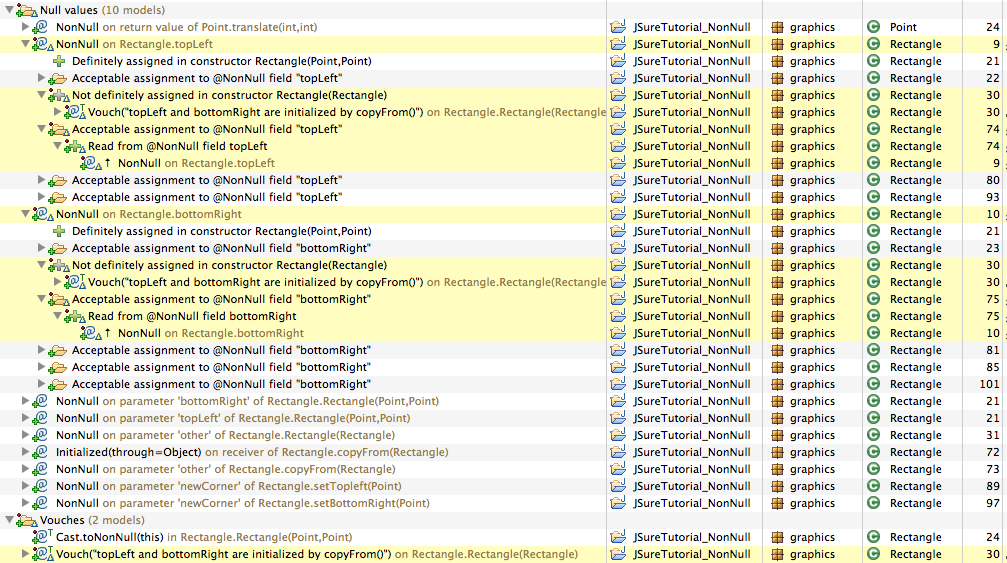 Null values (10 models)
NonNull on return value of Point.translate(int,int) JSureTutorial_NonNull graphics Point 24
NonNull on Rectangle.topLeft JSureTutorial_NonNull graphics Rectangle 9
Definitely assigned in constructor Rectangle(Point,Point) JSureTutorial_NonNull graphics Rectangle 21
Acceptable assignment to @NonNull field "topLeft" JSureTutorial_NonNull graphics Rectangle 22
Not definitely assigned in constructor Rectangle(Rectangle) JSureTutorial_NonNull graphics Rectangle 30
Vouch("topLeft and bottomRight are initialized by copyFrom()") on Rectangle.Rectangle(Rectangle JSureTutorial_NonNull graphics Rectangle 30
Acceptable assignment to @NonNull field "topLeft" JSureTutorial_NonNull graphics Rectangle 74
Read from @NonNull field topLeft JSureTutorial_NonNull graphics Rectangle 74
↑ NonNull on Rectangle.topLeft JSureTutorial_NonNull graphics Rectangle 9
Acceptable assignment to @NonNull field "topLeft" JSureTutorial_NonNull graphics Rectangle 80
Acceptable assignment to @NonNull field "topLeft" JSureTutorial_NonNull graphics Rectangle 93
NonNull on Rectangle.bottomRight JSureTutorial_NonNull graphics Rectangle 10
Definitely assigned in constructor Rectangle(Point,Point) JSureTutorial_NonNull graphics Rectangle 21
Acceptable assignment to @NonNull field "bottomRight" JSureTutorial_NonNull graphics Rectangle 23
Not definitely assigned in constructor Rectangle(Rectangle) JSureTutorial_NonNull graphics Rectangle 30
Vouch("topLeft and bottomRight are initialized by copyFrom()") on Rectangle.Rectangle(Rectangle JSureTutorial_NonNull graphics Rectangle 30
Acceptable assignment to @NonNull field "bottomRight" JSureTutorial_NonNull graphics Rectangle 75
Read from @NonNull field bottomRight JSureTutorial_NonNull graphics Rectangle 75
↑ NonNull on Rectangle.bottomRight JSureTutorial_NonNull graphics Rectangle 10
Acceptable assignment to @NonNull field "bottomRight" JSureTutorial_NonNull graphics Rectangle 81
Acceptable assignment to @NonNull field "bottomRight" JSureTutorial_NonNull graphics Rectangle 85
Acceptable assignment to @NonNull field "bottomRight" JSureTutorial_NonNull graphics Rectangle 101
NonNull on parameter 'bottomRight' of Rectangle.Rectangle(Point,Point) JSureTutorial_NonNull graphics Rectangle 21
NonNull on parameter 'topLeft' of Rectangle.Rectangle(Point,Point) JSureTutorial_NonNull graphics Rectangle 21
NonNull on parameter 'other' of Rectangle.Rectangle(Rectangle) JSureTutorial_NonNull graphics Rectangle 31
Initialized(through=Object) on receiver of Rectangle.copyFrom(Rectangle) JSureTutorial_NonNull graphics Rectangle 72
NonNull on parameter 'other' of Rectangle.copyFrom(Rectangle) JSureTutorial_NonNull graphics Rectangle 73
NonNull on parameter 'newCorner' of Rectangle.setTopleft(Point) JSureTutorial_NonNull graphics Rectangle 89
NonNull on parameter 'newCorner' of Rectangle.setBottomRight(Point) JSureTutorial_NonNull graphics Rectangle 97
Vouches (2 models)
Cast.toNonNull(this) in Rectangle.Rectangle(Point,Point) JSureTutorial_NonNull graphics Rectangle 24
Vouch("topLeft and bottomRight are initialized by copyFrom()") on Rectangle.Rectangle(Rectangle) JSureTutorial_NonNull graphics Rectangle 30